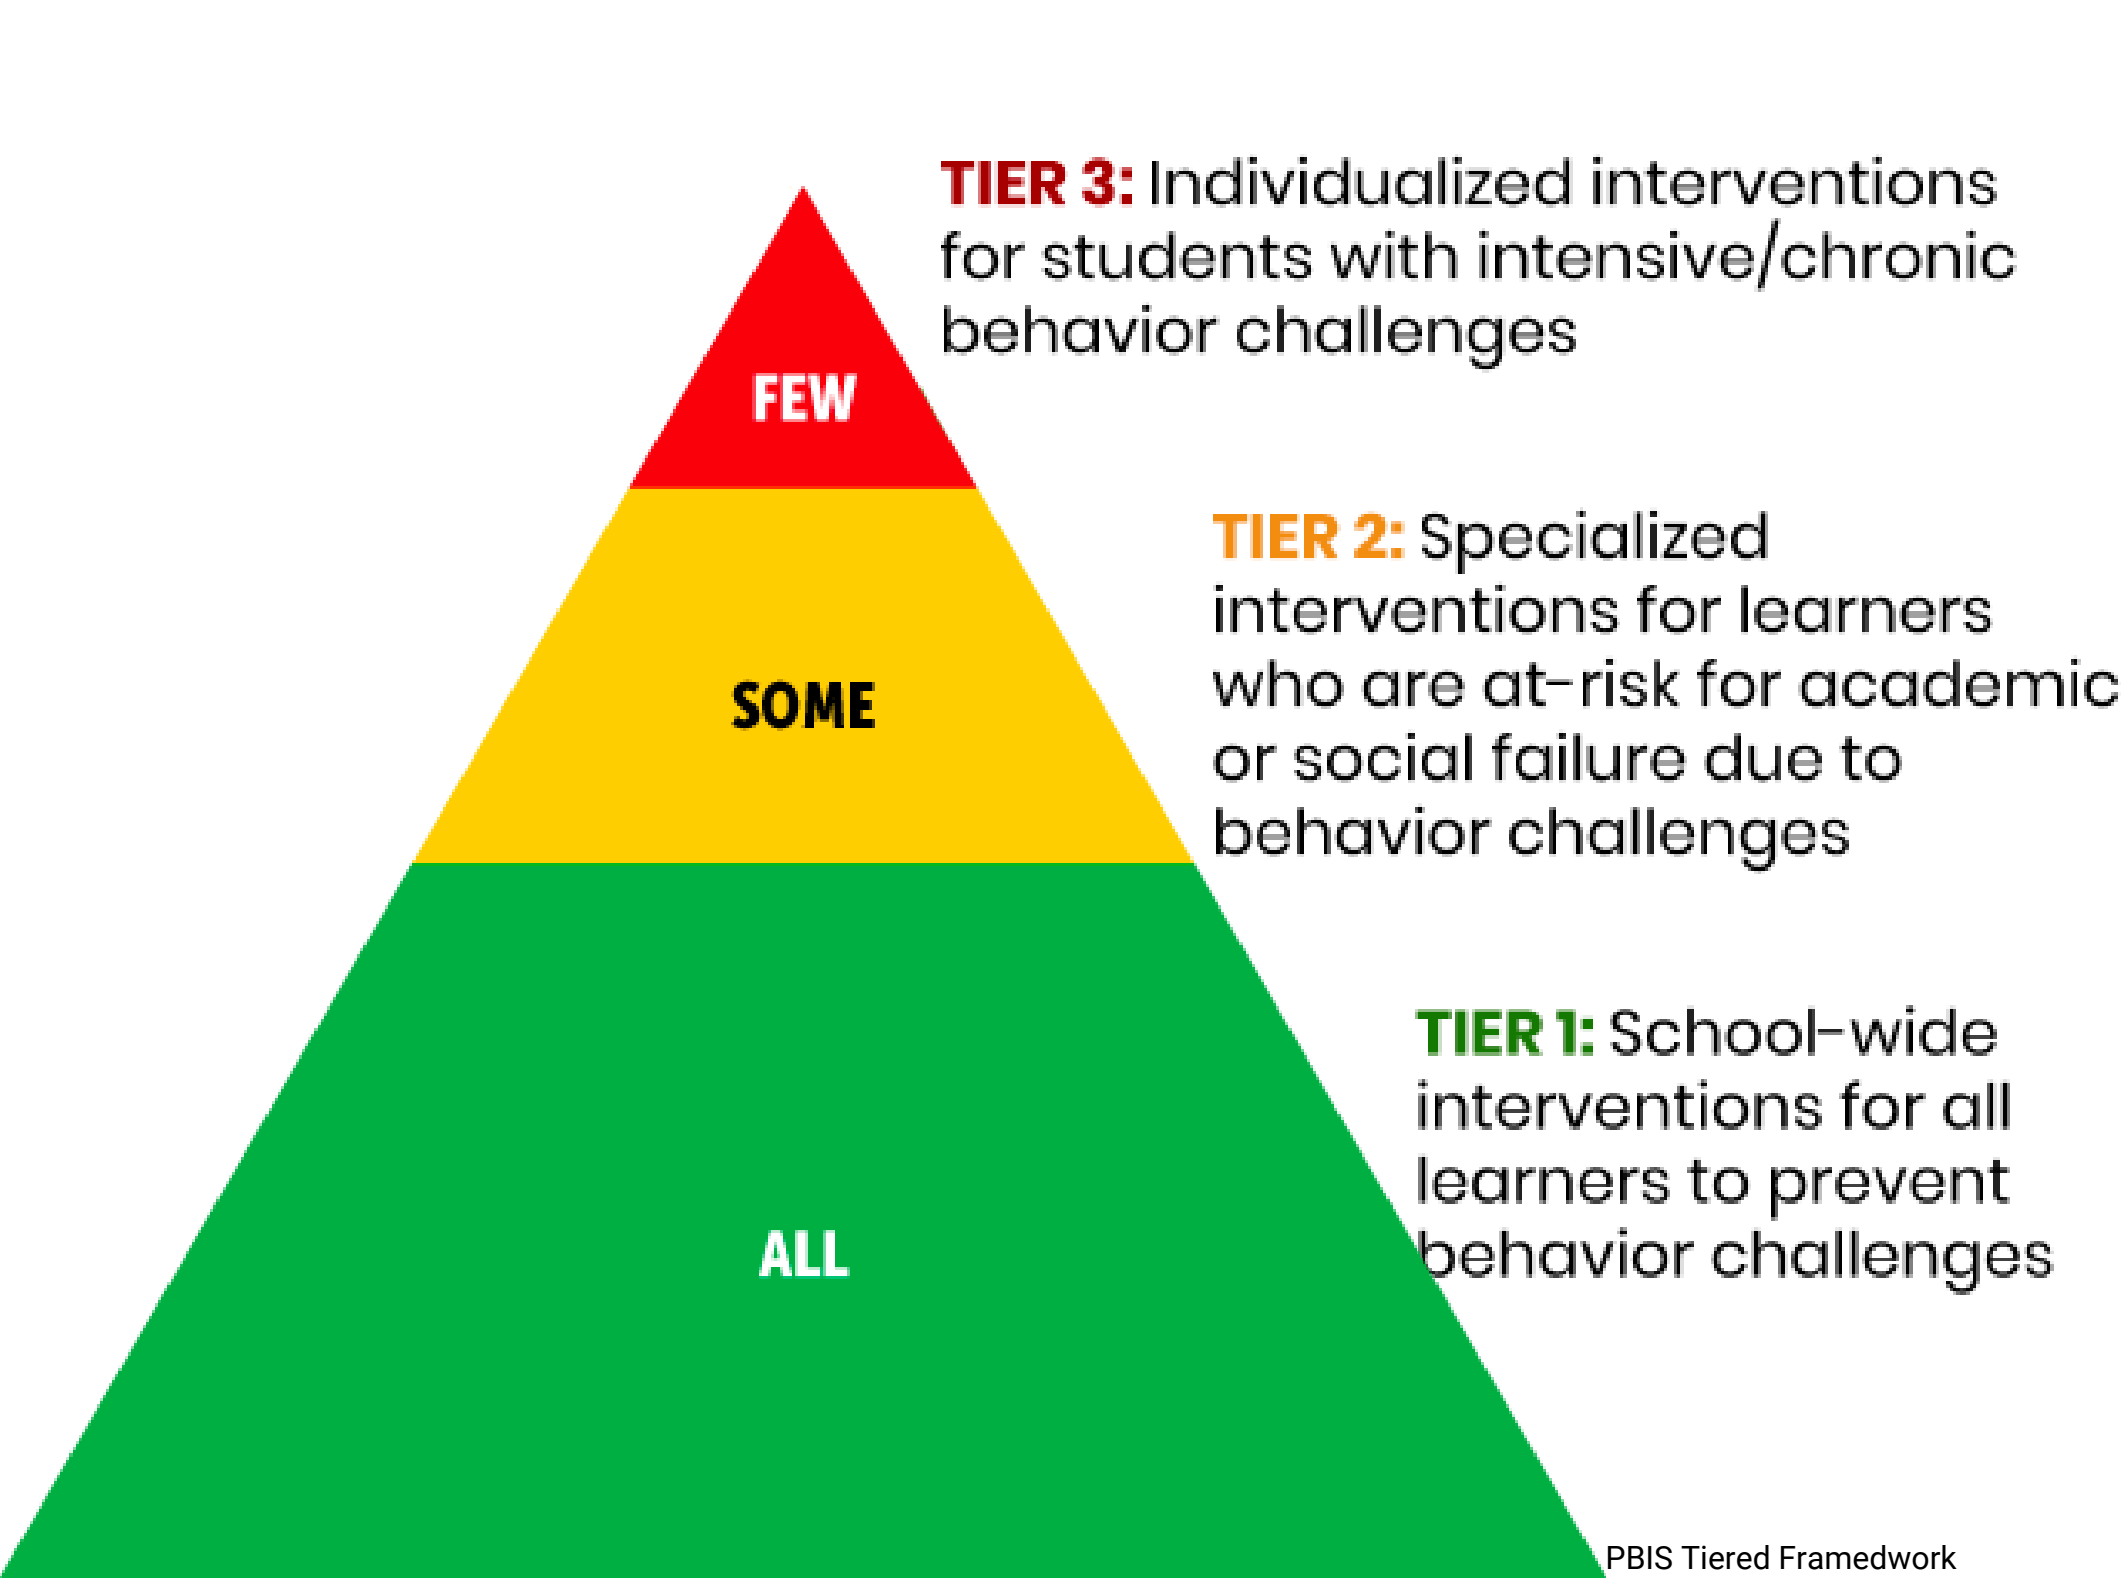 TIER 3: Individualized interventions
for students with intensive/chronic
behavior challenges
FEW
TIER 2: Specialized
interventions for learners
who are at-risk for academic
or social failure due to
behavior challenges
SOME
TIER 1: School-wide
interventions for all
learners to prevent
behavior challenges
ALL
PBIS Tiered Framedwork